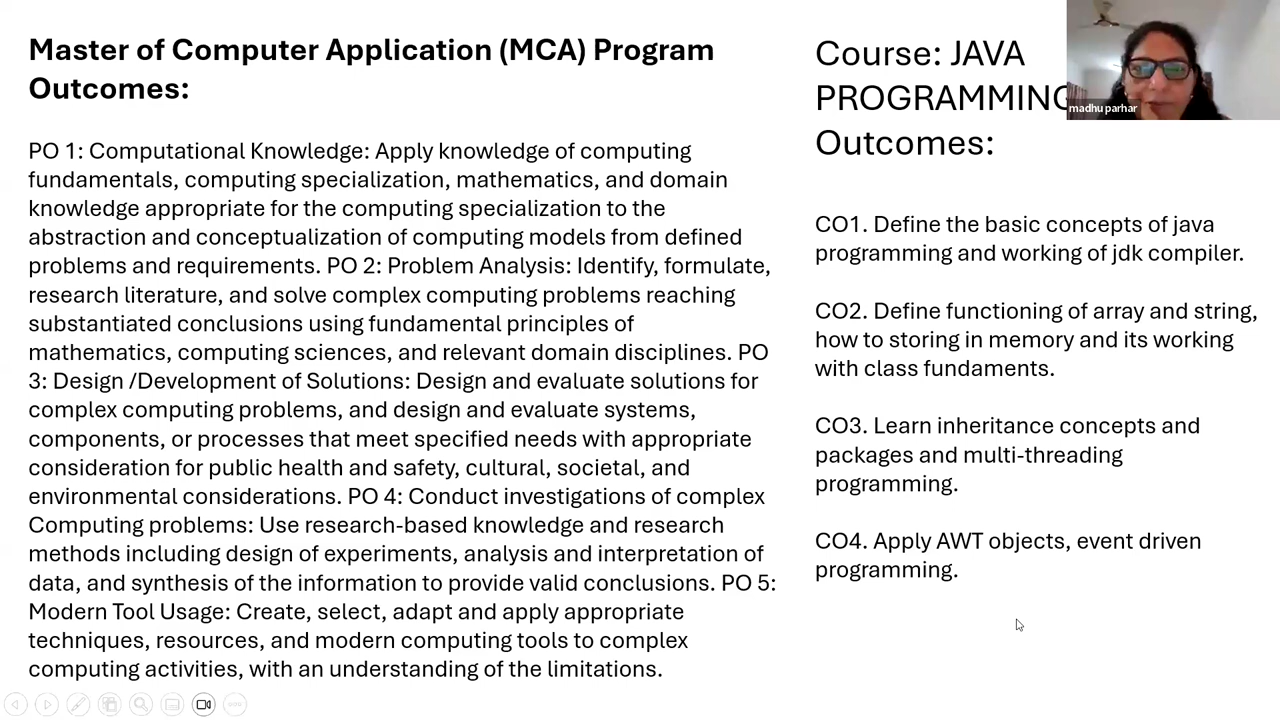 Master of Computer Application (MCA) Program
Outcomes:
PO 1: Computational Knowledge: Apply knowledge of computing
fundamentals, computing specialization, mathematics, and domain
knowledge appropriate for the computing specialization to the
abstraction and conceptualization of computing models from defined
problems and requirements. PO 2: Problem Analysis: Identify, formulate,
research literature, and solve complex computing problems reaching
substantiated conclusions using fundamental principles of
mathematics, computing sciences, and relevant domain disciplines. PO
3: Design /Development of Solutions: Design and evaluate solutions for
complex computing problems, and design and evaluate systems,
components, or processes that meet specified needs with appropriate
consideration for public health and safety, cultural, societal, and
environmental considerations. PO 4: Conduct investigations of complex
Computing problems: Use research-based knowledge and research
methods including design of experiments, analysis and interpretation of
data, and synthesis of the information to provide valid conclusions. PO 5:
Modern Tool Usage: Create, select, adapt and apply appropriate
techniques, resources, and modern computing tools to complex
computing activities, with an understanding of the limitations.
Course: JAVA
PROGRAMMING
Outcomes:
CO1. Define the basic concepts of java
programming and working of jdk compiler.
CO2. Define functioning of array and string,
how to storing in memory and its working
with class fundaments.
CO3. Learn inheritance concepts and
packages and multi-threading
programming.
CO4. Apply AWT objects, event driven
programming.
madhu parhar